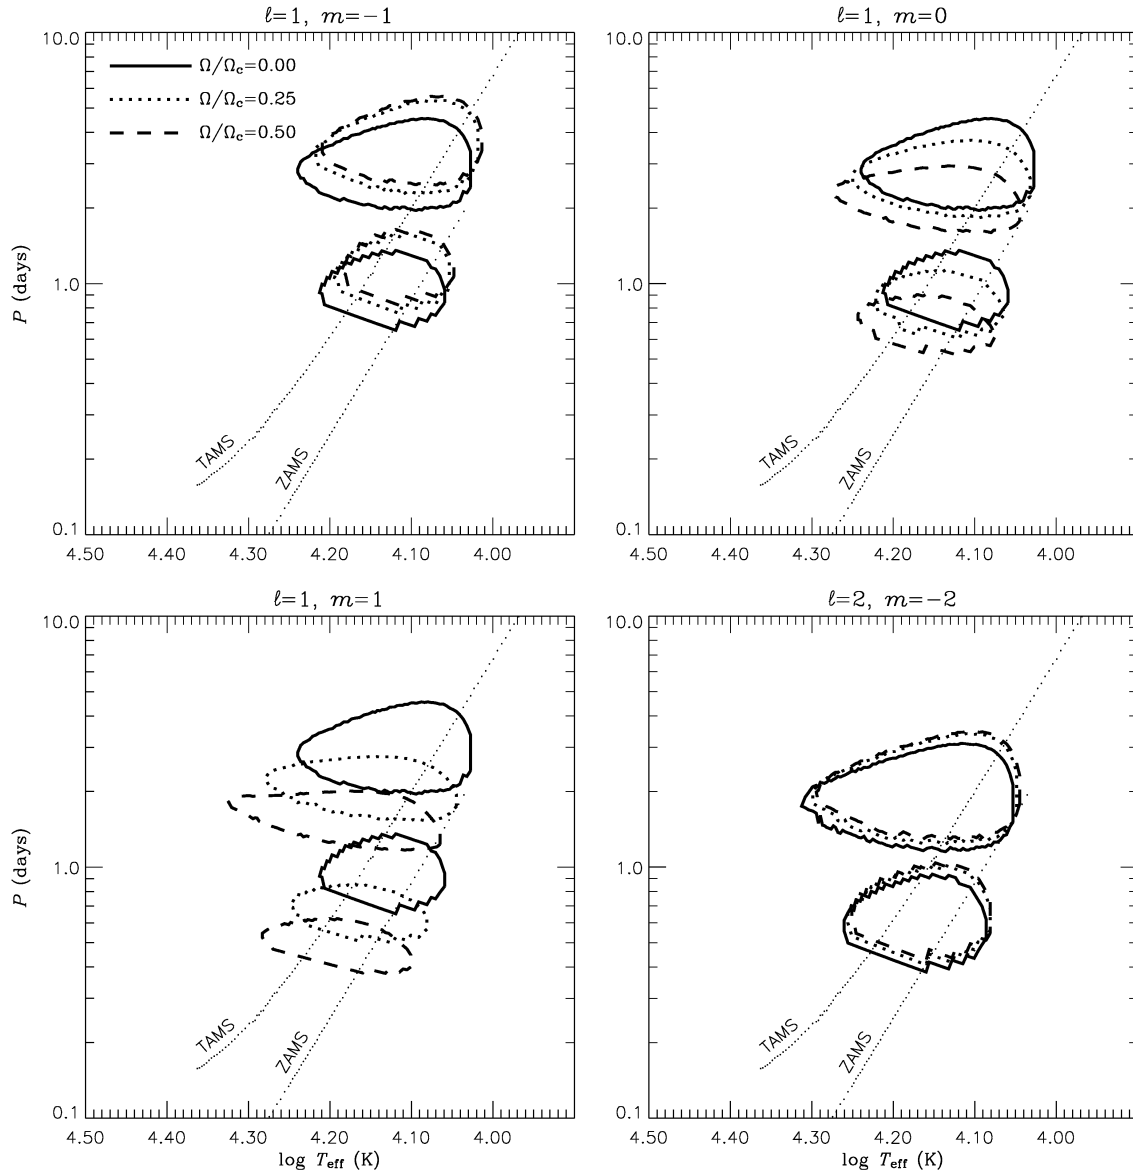 ℓ=1, m=−1
ℓ=1, m=0
10.0
Ω/Ωc=0.00
Ω/Ωc=0.25
Ω/Ωc=0.50
P (days)
1.0
TAMS
ZAMS
0.1
4.50 4.40 4.30 4.20 4.10 4.00
10.0
1.0
TAMS
ZAMS
0.1
4.50 4.40 4.30 4.20 4.10 4.00
ℓ=1, m=1
ℓ=2, m=−2
10.0
P (days)
1.0
TAMS
ZAMS
0.1
4.50 4.40 4.30 4.20 4.10 4.00
log Teff (K)
10.0
1.0
TAMS
ZAMS
0.1
4.50 4.40 4.30 4.20 4.10 4.00
log Teff (K)